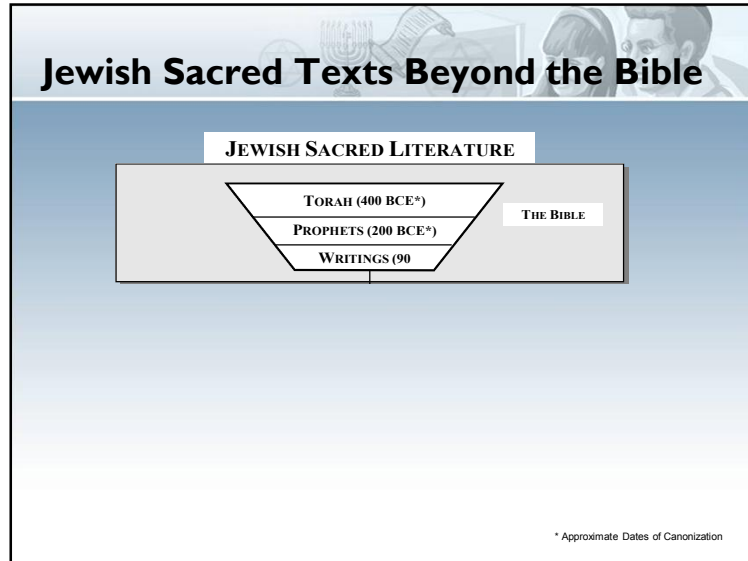 Jewish Sacred Texts Beyond the Bible
JEWISH SACRED LITERATURE
TORAH (400 BCE*)
THE BIBLE
PROPHETS (200 BCE*)
WRITINGS (90
* Approximate Dates of Canonization